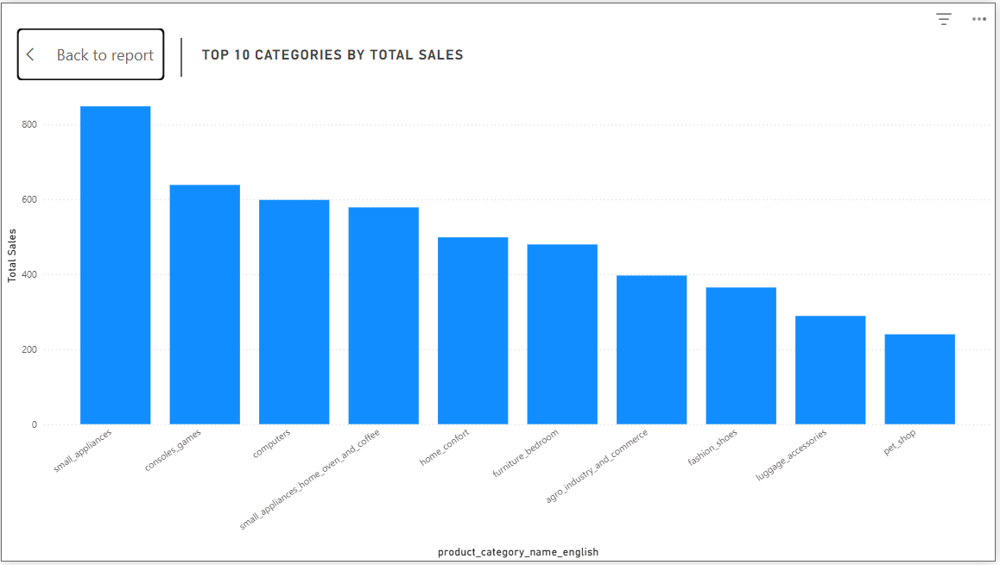 Back to report
TOP 10 CATEGORIES BY TOTAL SALES
Total Sales
800
600
400
200
0
small_appliances
consoles_games
computers
small_appliances_home_oven_and_coffee
home_confort
furniture_bedroom
agro_industry_and_commerce
fashion_shoes
luggage_accessories
pet_shop
product_category_name_english